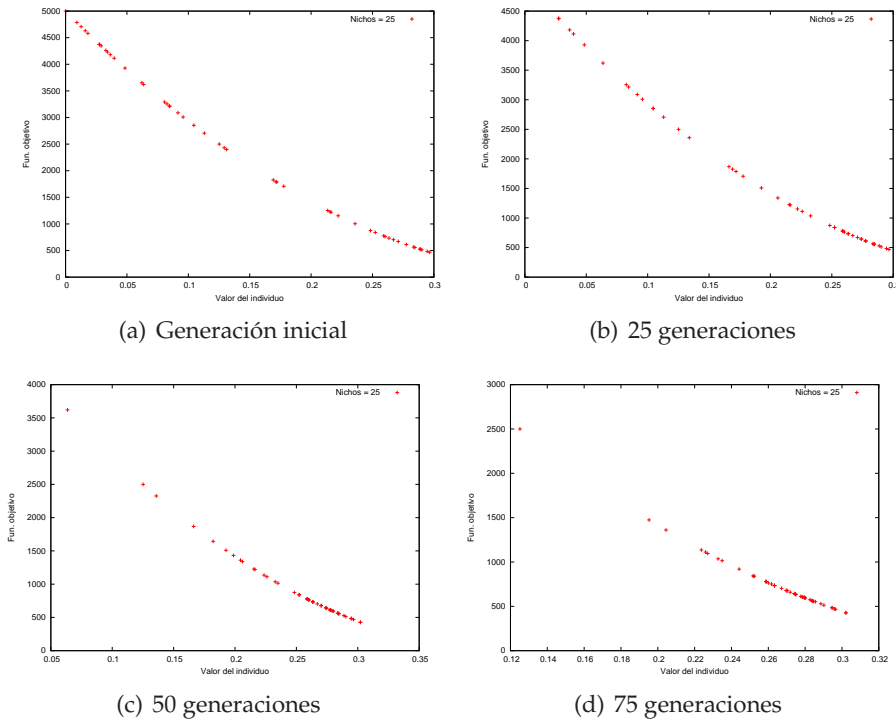 5000
4500
4000
3500
3000
2500
2000
1500
1000
500
0
Fun. objetivo
Nichos = 25
0 0.05 0.1 0.15 0.2 0.25 0.3
Valor del individuo
(a) Generación inicial
4500
4000
3500
3000
2500
2000
1500
1000
500
0
Fun. objetivo
Nichos = 25
0 0.05 0.1 0.15 0.2 0.25
Valor del individuo
(b) 25 generaciones
4000
3500
3000
2500
2000
1500
1000
500
0
Fun. objetivo
Nichos = 25
0.05 0.1 0.15 0.2 0.25 0.3 0.35
Valor del individuo
(c) 50 generaciones
3000
2500
2000
1500
1000
500
0
Fun. objetivo
Nichos = 25
0.12 0.14 0.16 0.18 0.2 0.22 0.24 0.26 0.28 0.3 0.32
Valor del individuo
(d) 75 generaciones